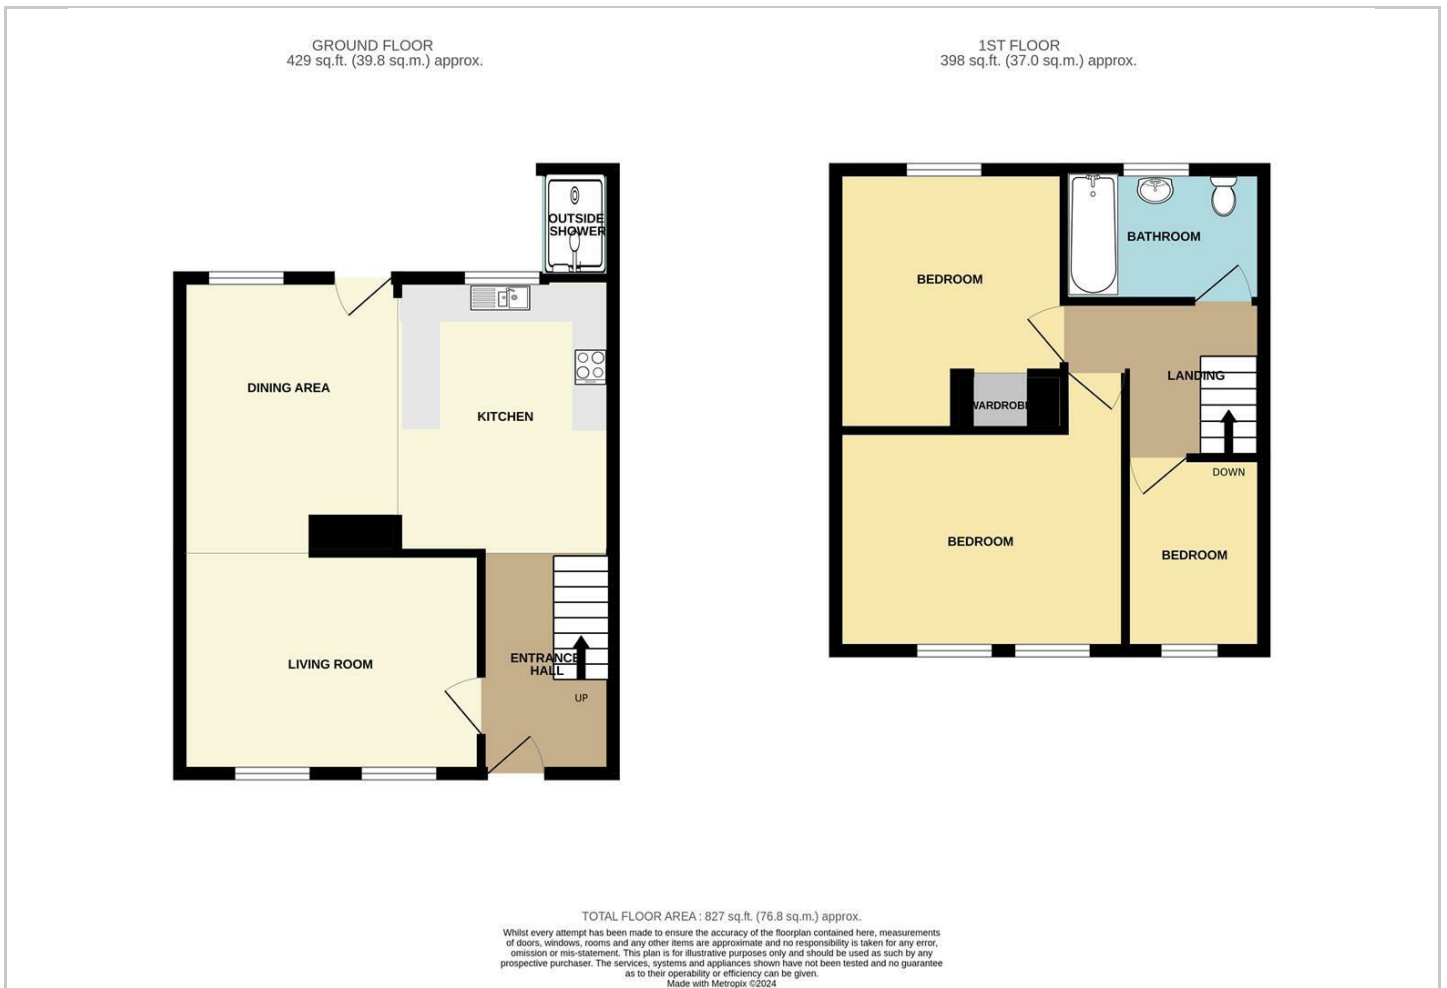 GROUND FLOOR
429 sq.ft. (39.8 sq.m.) approx.
1ST FLOOR
398 sq.ft. (37.0 sq.m.) approx.
OUTSIDE
SHOWER
DINING AREA
KITCHEN
LIVING ROOM
ENTRANCE
HALL
UP
BATHROOM
BEDROOM
LANDING
WARDROBE
DOWN
BEDROOM
BEDROOM
TOTAL FLOOR AREA : 827 sq.ft. (76.8 sq.m.) approx.
Whilst every attempt has been made to ensure the accuracy of the floorplan contained here, measurements
of doors, windows, rooms and any other items are approximate and no responsibility is taken for any error,
omission or mis-statement. This plan is for illustrative purposes only and should be used as such by any
prospective purchaser. The services, systems and appliances shown have not been tested and no guarantee
as to their operability or efficiency can be given.
Made with Metropix ©2024